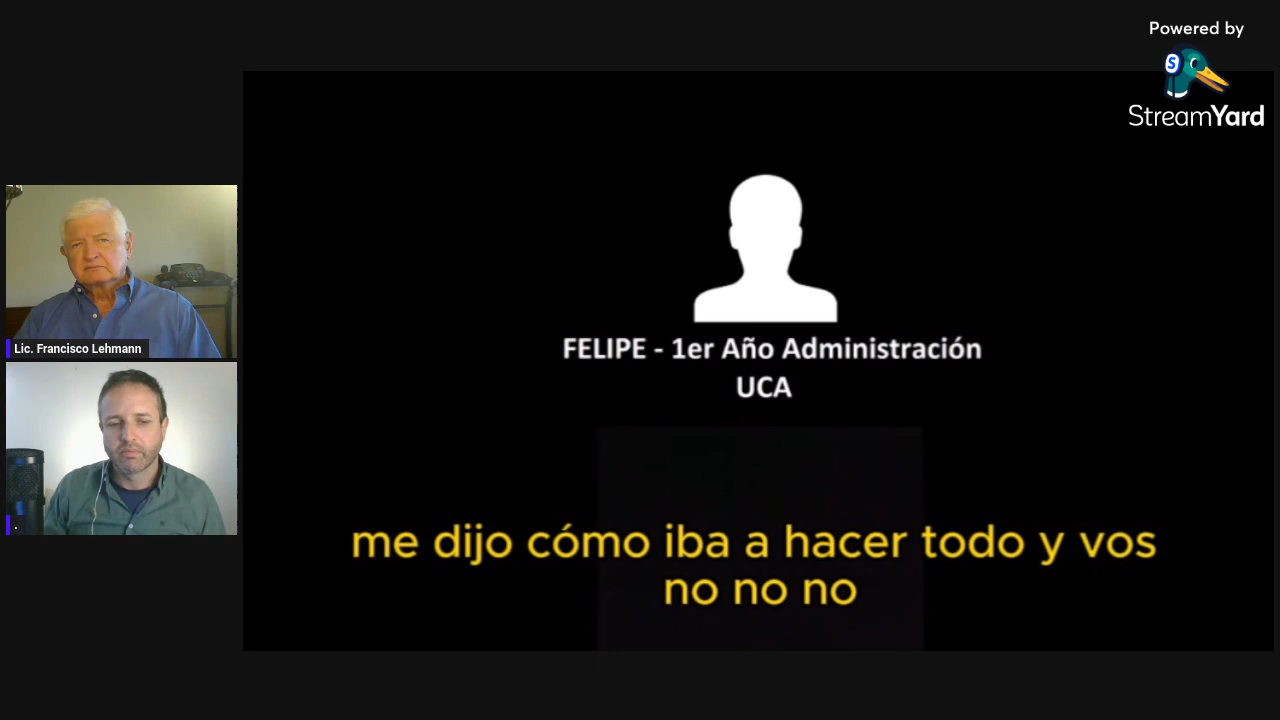 Powered by
S
StreamYard
Lic. Francisco Lehmann
.
FELIPE - 1er Año Administración
UCA
me dijo cómo iba a hacer todo y vos
no no no